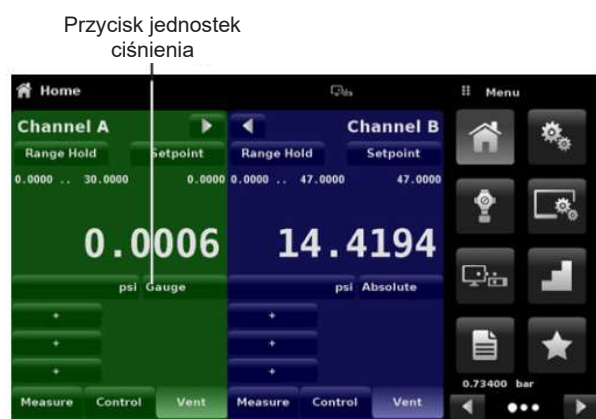 Przycisk jednostek
ciśnienia
Home
Menu
Channel A
Channel B
Range Hold Setpoint
Range Hold Setpoint
0.0000 .. 30.0000 0.0000
0.0000 .. 47.0000 47.0000
0.0006
14.4194
psi Gauge
psi Absolute
+ +
+ +
+ +
0.73400 bar
Measure Control Vent
Measure Control Vent